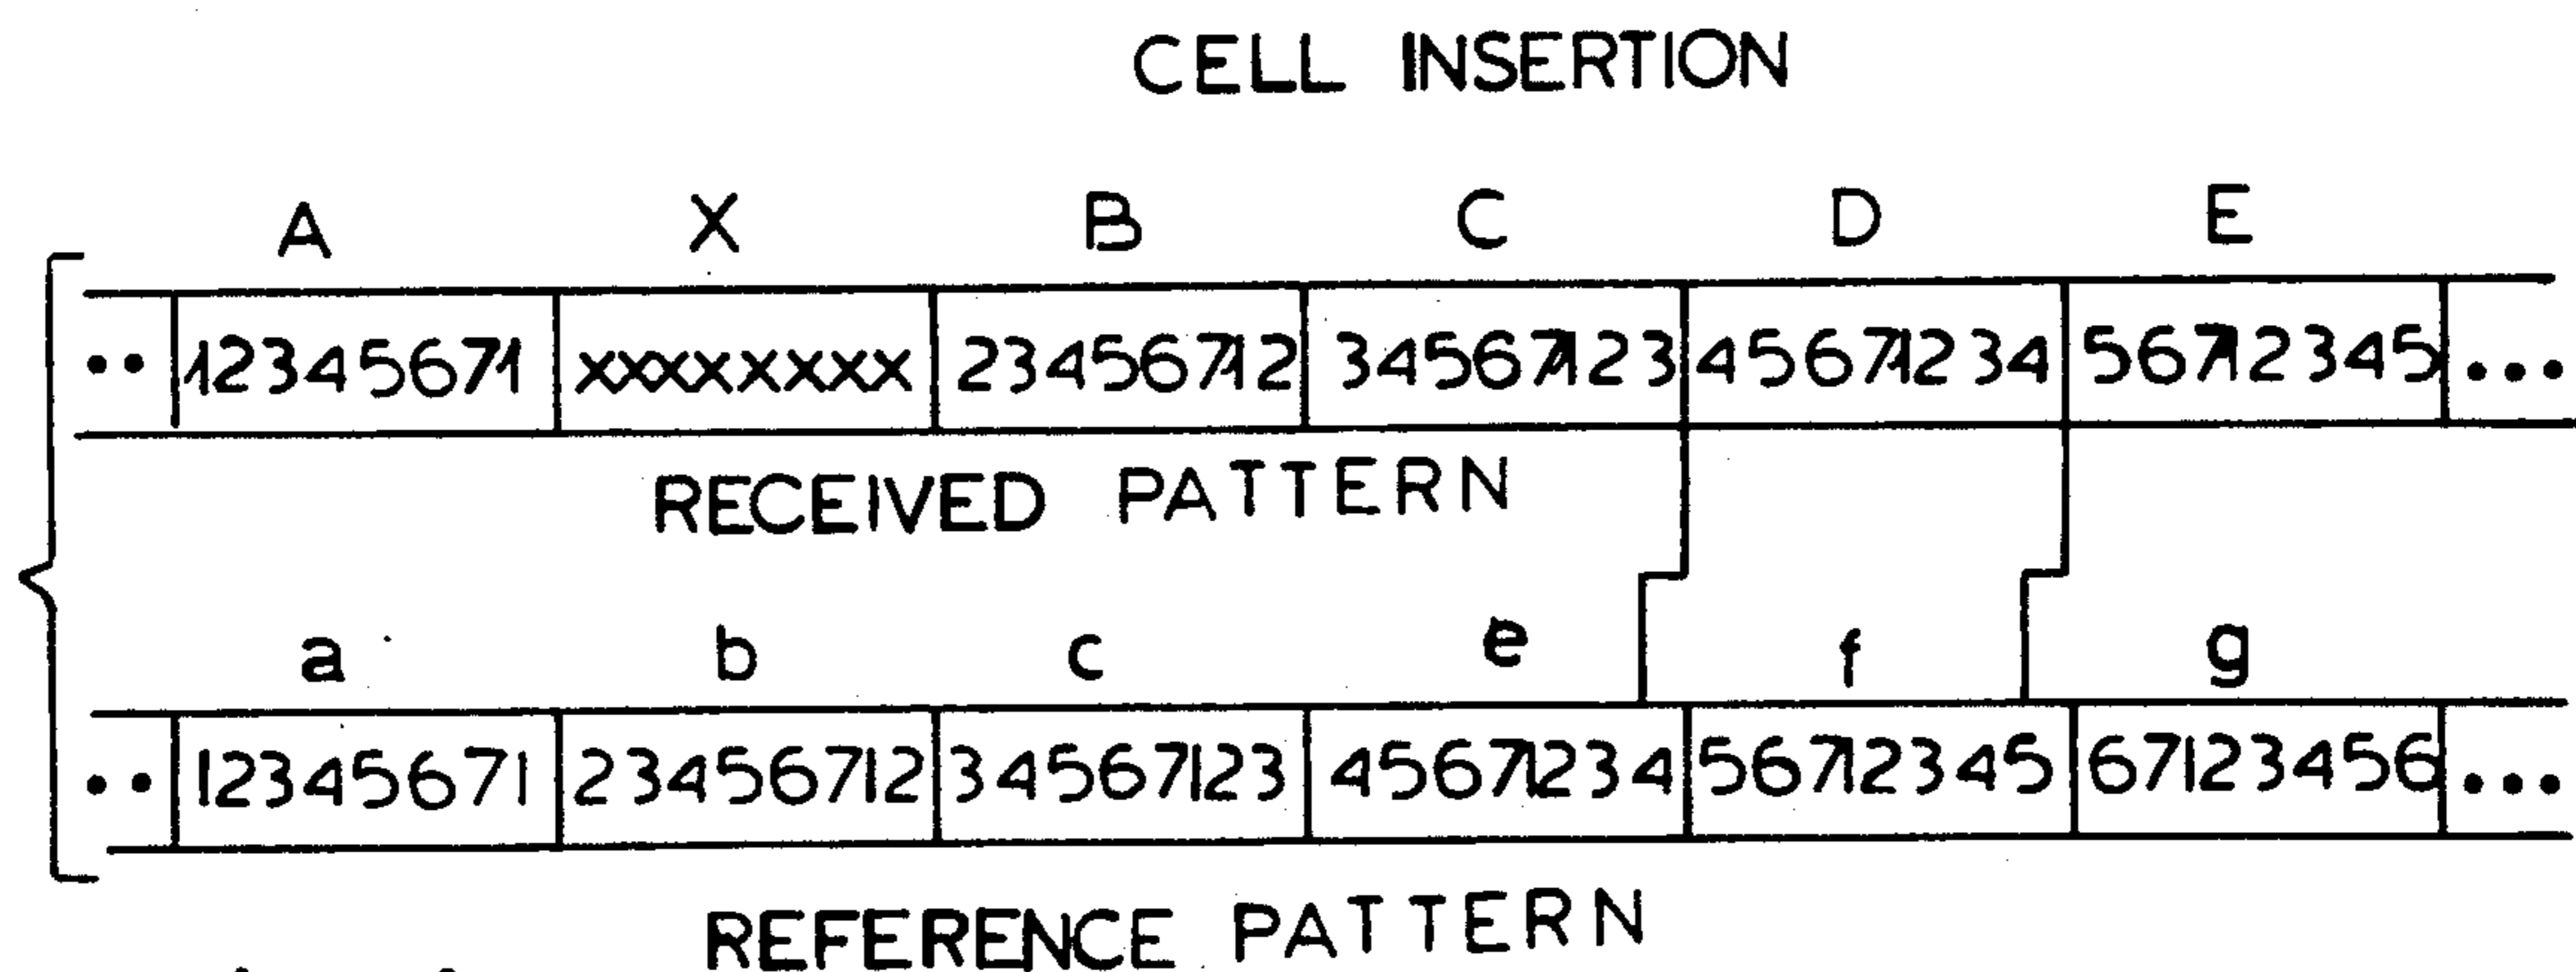 CELL INSERTION
A X B C D E
.. 12345671 xxxxxxxx 23456712 34567123 45671234 56712345 ...
RECEIVED PATTERN
a b c e f g
.. 12345671 23456712 34567123 45671234 56712345 67123456 ...
REFERENCE PATTERN